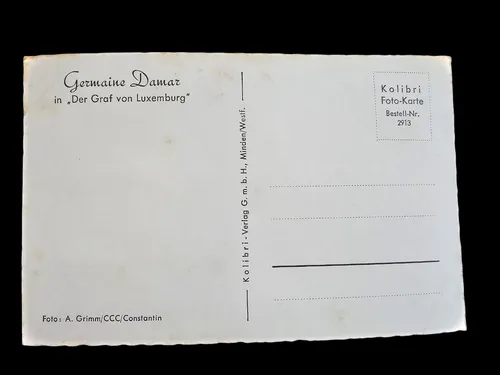 Germaine Damar
in „Der Graf von Luxemburg"
Foto: A. Grimm/CCC/Constantin
Kolibri-Verlag G.m.b.H., Minden/Westf.
Kolibri
Foto-Karte
Bestell-Nr.
2913